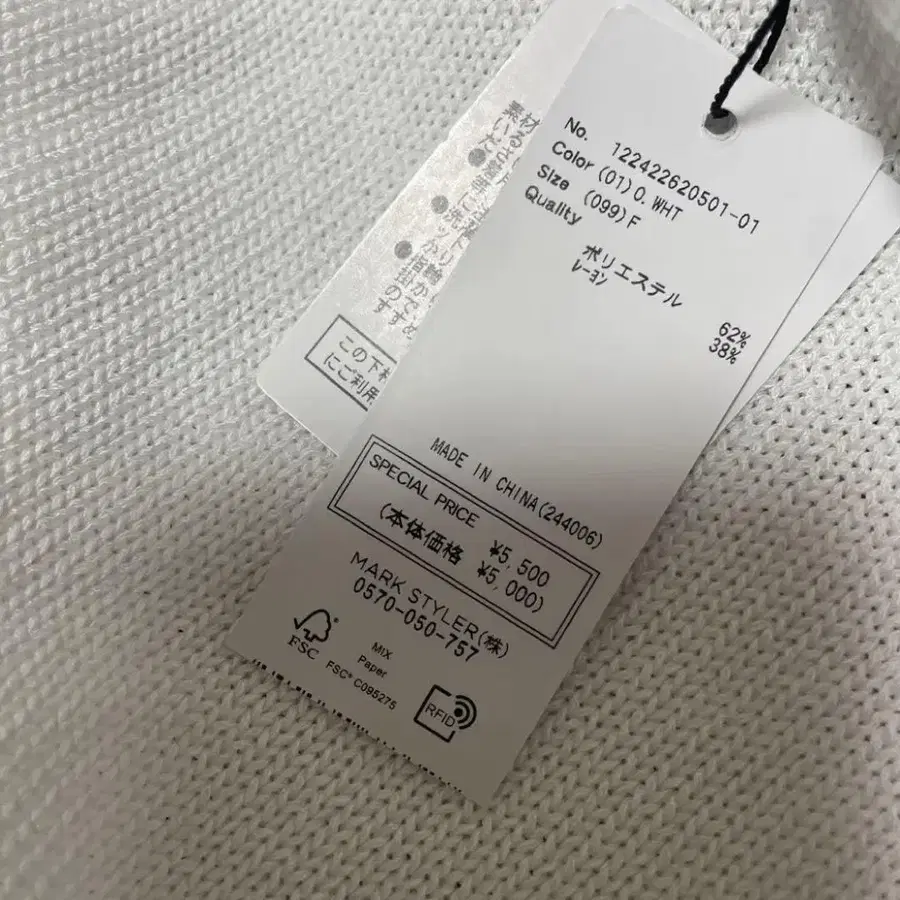 No. 122422620501-01
Color (01)O.WHT
Size (099)F
Quality
ポリエステル 62%
レーヨン 38%
MADE IN CHINA(244006)
SPECIAL PRICE ¥5,500
(本体価格 ¥5,000)
MARK STYLER(株)
0570-050-757
FSC
MIX
Paper
FSC® C095275
RFID
この下
にご利用